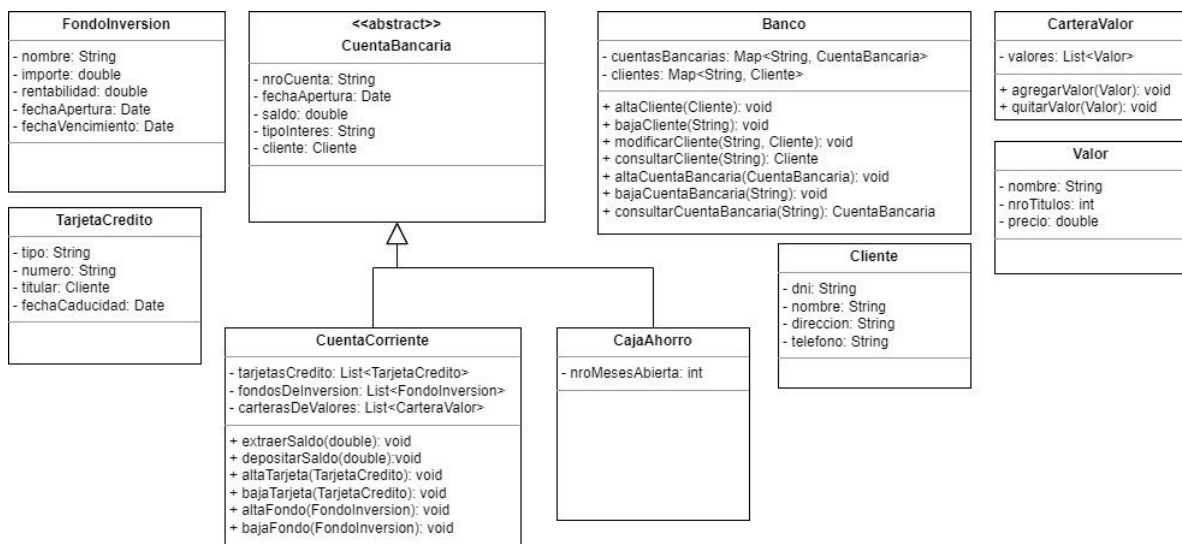 FondoInversion
- nombre: String
- importe: double
- rentabilidad: double
- fechaApertura: Date
- fechaVencimiento: Date
<<abstract>>
CuentaBancaria
- nroCuenta: String
- fechaApertura: Date
- saldo: double
- tipoInteres: String
- cliente: Cliente
Banco
- cuentasBancarias: Map<String, CuentaBancaria>
- clientes: Map<String, Cliente>
+ altaCliente(Cliente): void
+ bajaCliente(String): void
+ modificarCliente(String, Cliente): void
+ consultarCliente(String): Cliente
+ altaCuentaBancaria(CuentaBancaria): void
+ bajaCuentaBancaria(String): void
+ consultarCuentaBancaria(String): CuentaBancaria
CarteraValor
- valores: List<Valor>
+ agregarValor(Valor): void
+ quitarValor(Valor): void
Valor
- nombre: String
- nroTitulos: int
- precio: double
TarjetaCredito
- tipo: String
- numero: String
- titular: Cliente
- fechaCaducidad: Date
Cliente
- dni: String
- nombre: String
- direccion: String
- telefono: String
CuentaCorriente
- tarjetasCredito: List<TarjetaCredito>
- fondosDeInversion: List<FondoInversion>
- carterasDeValores: List<CarteraValor>
+ extraerSaldo(double): void
+ depositarSaldo(double):void
+ altaTarjeta(TarjetaCredito): void
+ bajaTarjeta(TarjetaCredito): void
+ altaFondo(FondoInversion): void
+ bajaFondo(FondoInversion): void
CajaAhorro
- nroMesesAbierta: int